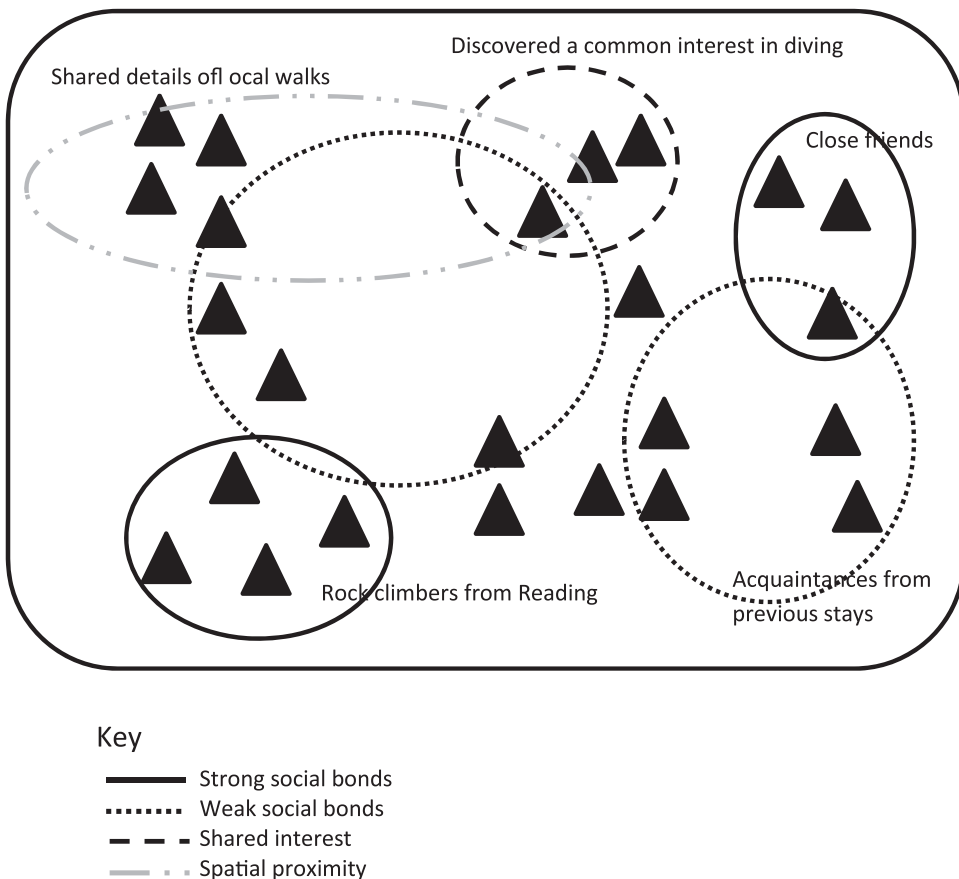 Discovered a common interest in diving
Shared details ofl ocal walks
Close friends
Rock climbers from Reading
Acquaintances from
previous stays
Key
Strong social bonds
Weak social bonds
Shared interest
Spatial proximity